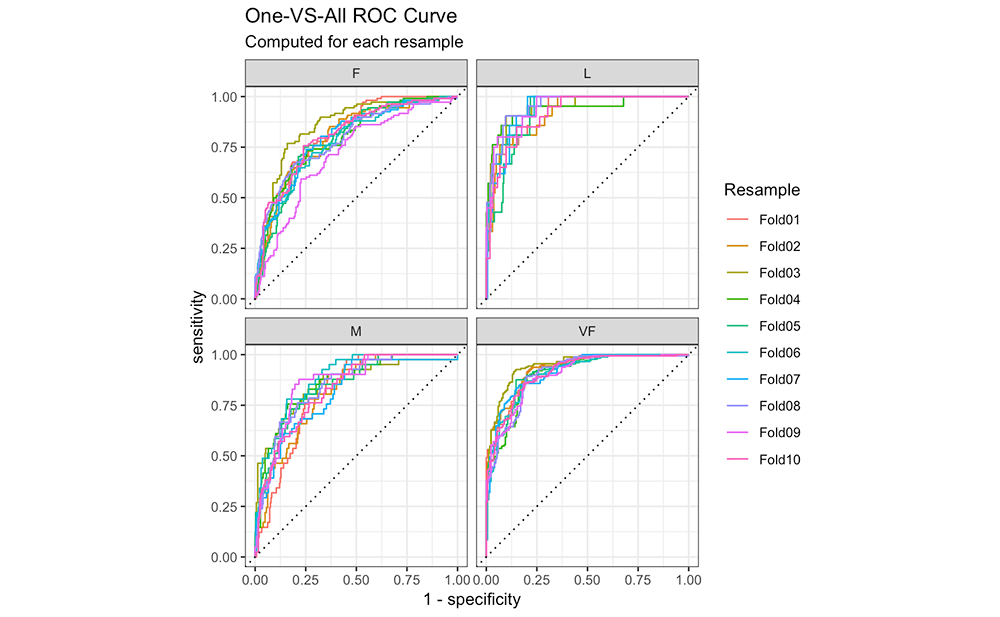 One-VS-All ROC Curve
Computed for each resample
F
L
1.00
0.75
0.50
0.25
0.00
M
VF
1.00
0.75
0.50
0.25
0.00
sensitivity
0.00 0.25 0.50 0.75 1.00 0.00 0.25 0.50 0.75 1.00
1 - specificity
Resample
Fold01
Fold02
Fold03
Fold04
Fold05
Fold06
Fold07
Fold08
Fold09
Fold10